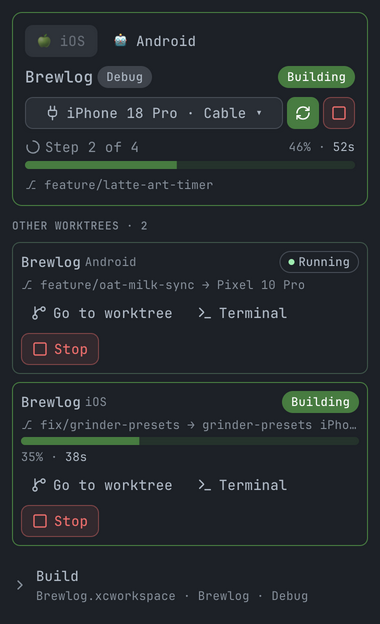 iOS Android
Brewlog Debug Building
iPhone 18 Pro · Cable
Step 2 of 4 46% · 52s
feature/latte-art-timer
OTHER WORKTREES · 2
Brewlog Android Running
feature/oat-milk-sync → Pixel 10 Pro
Go to worktree Terminal
Stop
Brewlog iOS Building
fix/grinder-presets → grinder-presets iPho…
35% · 38s
Go to worktree Terminal
Stop
Build
Brewlog.xcworkspace · Brewlog · Debug